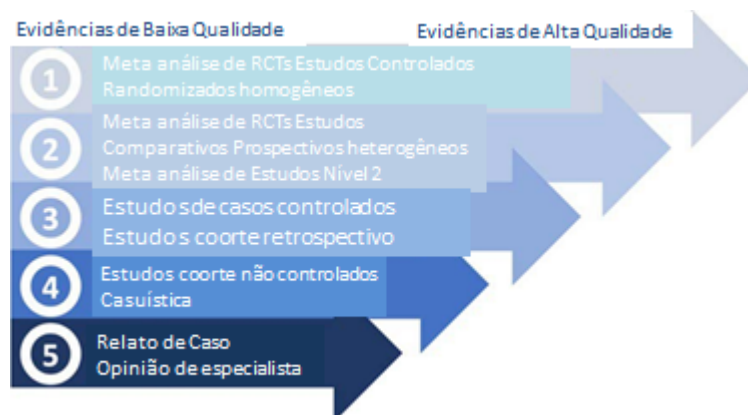 Evidências de Baixa Qualidade
Evidências de Alta Qualidade
1
Meta análise de RCTs Estudos Controlados
Randomizados homogêneos
2
Meta análise de RCTs Estudos
Comparativos Prospectivos heterogêneos
Meta análise de Estudos Nível 2
3
Estudos de casos controlados
Estudos coorte retrospectivo
4
Estudos coorte não controlados
Casuística
5
Relato de Caso
Opinião de especialista